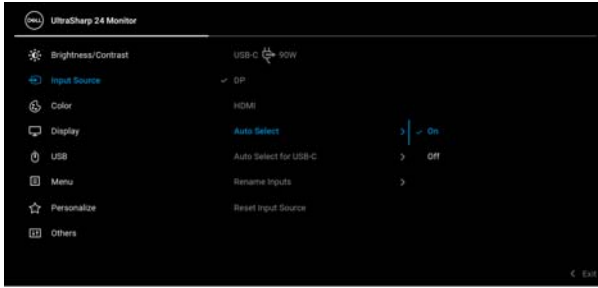 DELL UltraSharp 24 Monitor
Brightness/Contrast USB-C 90W
Input Source DP
Color HDMI
Display Auto Select On
USB Auto Select for USB-C Off
Menu Rename Inputs
Personalize Reset Input Source
Others
Exit